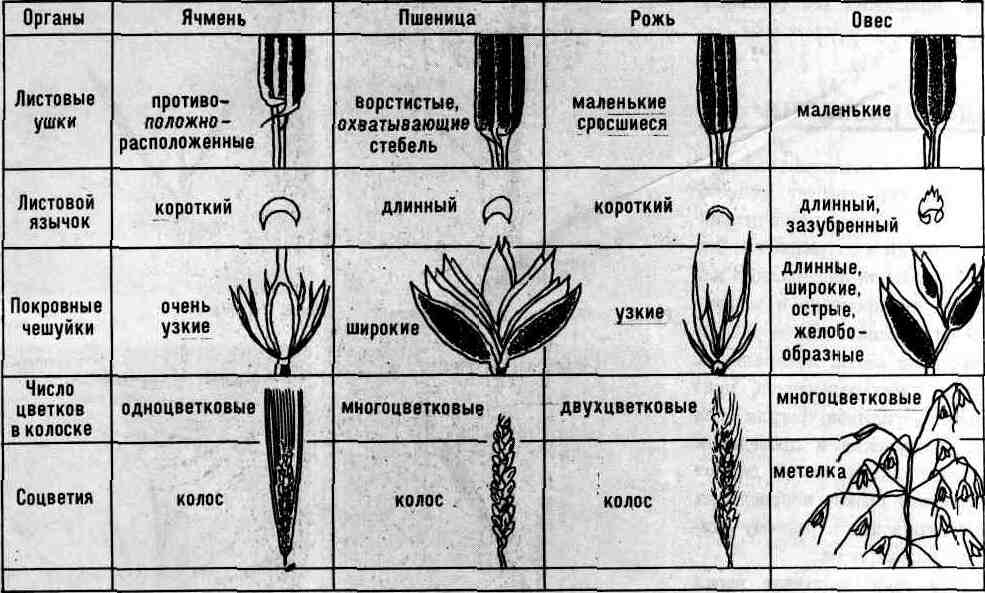 Органы Ячмень Пшеница Рожь Овес
Листовые
ушки
противо-
положно-
расположенные
ворстистые,
охватывающие
стебель
маленькие
сросшиеся
маленькие
Листовой
язычок
короткий
длинный
короткий
длинный,
зазубренный
Покровные
чешуйки
очень
узкие
широкие
узкие
длинные,
широкие,
острые,
желобо-
образные
Число
цветков
в колоске
одноцветковые
многоцветковые
двухцветковые
многоцветковые
Соцветия
колос
колос
колос
метелка